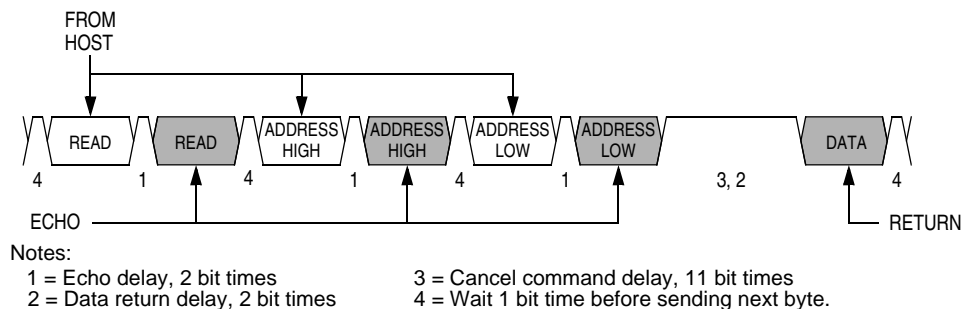 FROM
HOST
READ READ ADDRESS HIGH ADDRESS HIGH ADDRESS LOW ADDRESS LOW DATA
4 1 4 1 4 1 3, 2 4
ECHO RETURN
Notes:
1 = Echo delay, 2 bit times 3 = Cancel command delay, 11 bit times
2 = Data return delay, 2 bit times 4 = Wait 1 bit time before sending next byte.